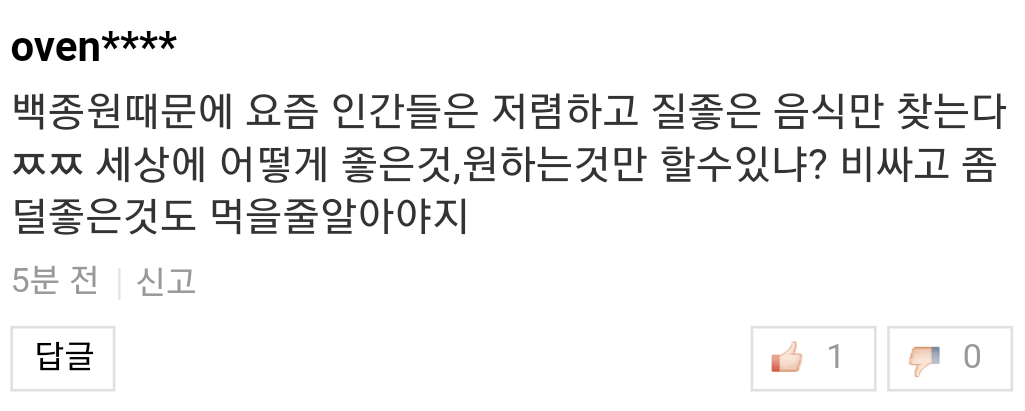 oven****
백종원때문에 요즘 인간들은 저렴하고 질좋은 음식만 찾는다
ㅉㅉ 세상에 어떻게 좋은것,원하는것만 할수있냐? 비싸고 좀
덜좋은것도 먹을줄알아야지
5분 전 | 신고
답글 1 0